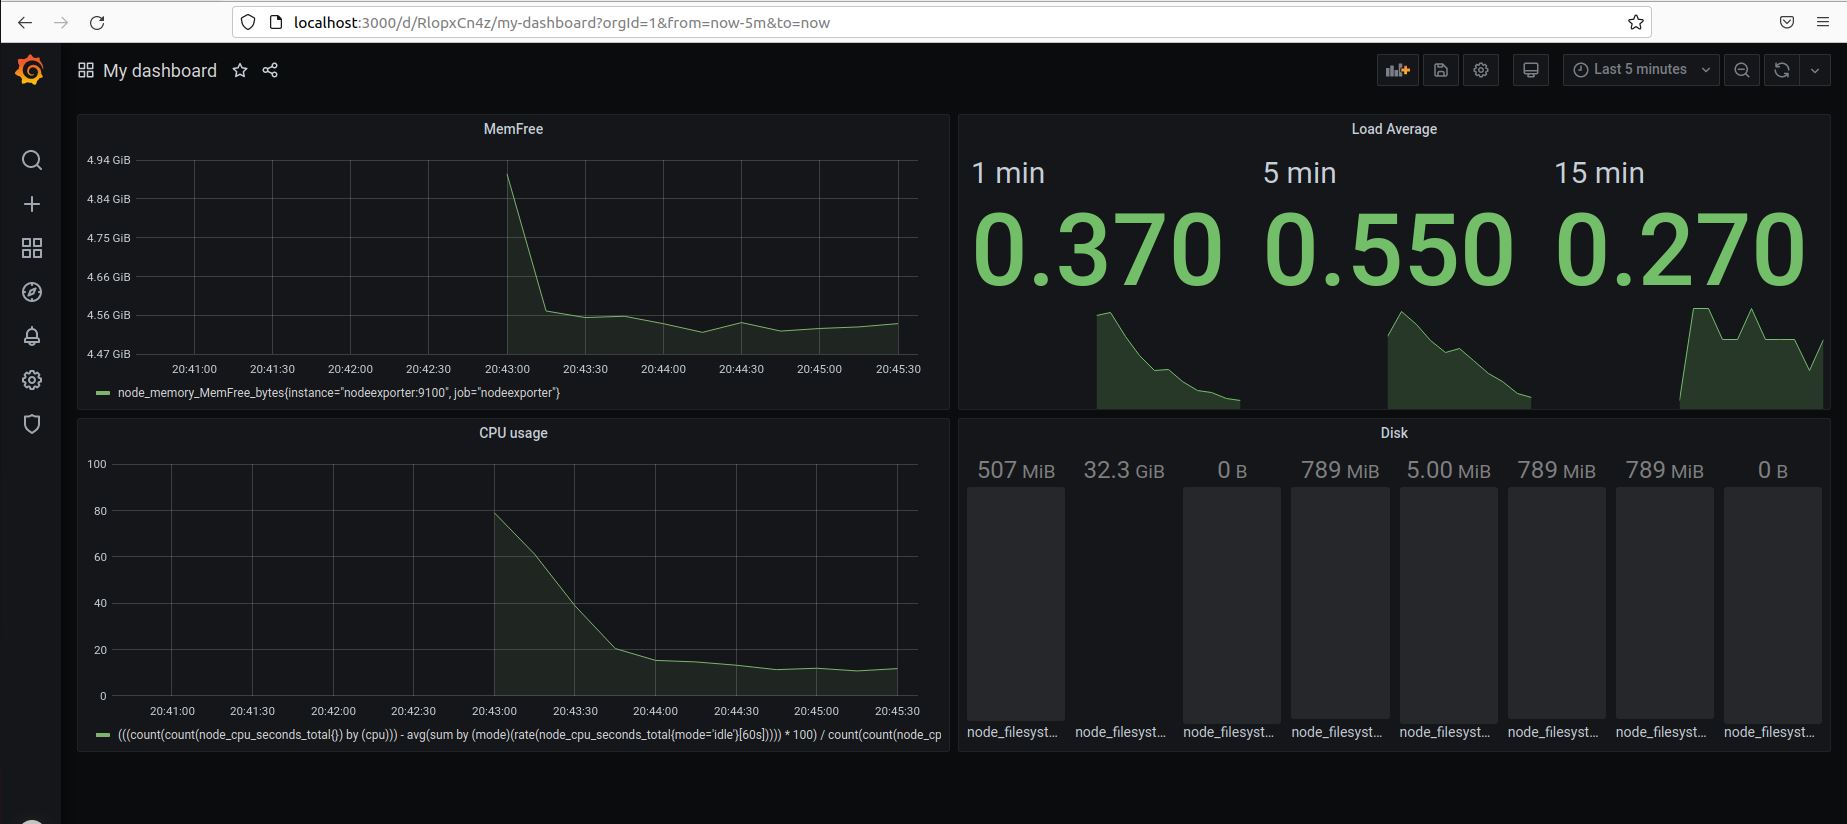 localhost:3000/d/RlopxCn4z/my-dashboard?orgId=1&from=now-5m&to=now
My dashboard
Last 5 minutes
MemFree
4.94 GiB
4.84 GiB
4.75 GiB
4.66 GiB
4.56 GiB
4.47 GiB
20:41:00 20:41:30 20:42:00 20:42:30 20:43:00 20:43:30 20:44:00 20:44:30 20:45:00 20:45:30
node_memory_MemFree_bytes{instance="nodeexporter:9100", job="nodeexporter"}
Load Average
1 min 5 min 15 min
0.370 0.550 0.270
CPU usage
100
80
60
40
20
0
20:41:00 20:41:30 20:42:00 20:42:30 20:43:00 20:43:30 20:44:00 20:44:30 20:45:00 20:45:30
(((count(count(node_cpu_seconds_total{}) by (cpu))) - avg(sum by (mode)(rate(node_cpu_seconds_total{mode='idle'}[60s])))) * 100) / count(count(node_cp
Disk
507 MiB 32.3 GiB 0 B 789 MiB 5.00 MiB 789 MiB 789 MiB 0 B
node_filesyst... node_filesyst... node_filesyst... node_filesyst... node_filesyst... node_filesyst... node_filesyst... node_filesyst...